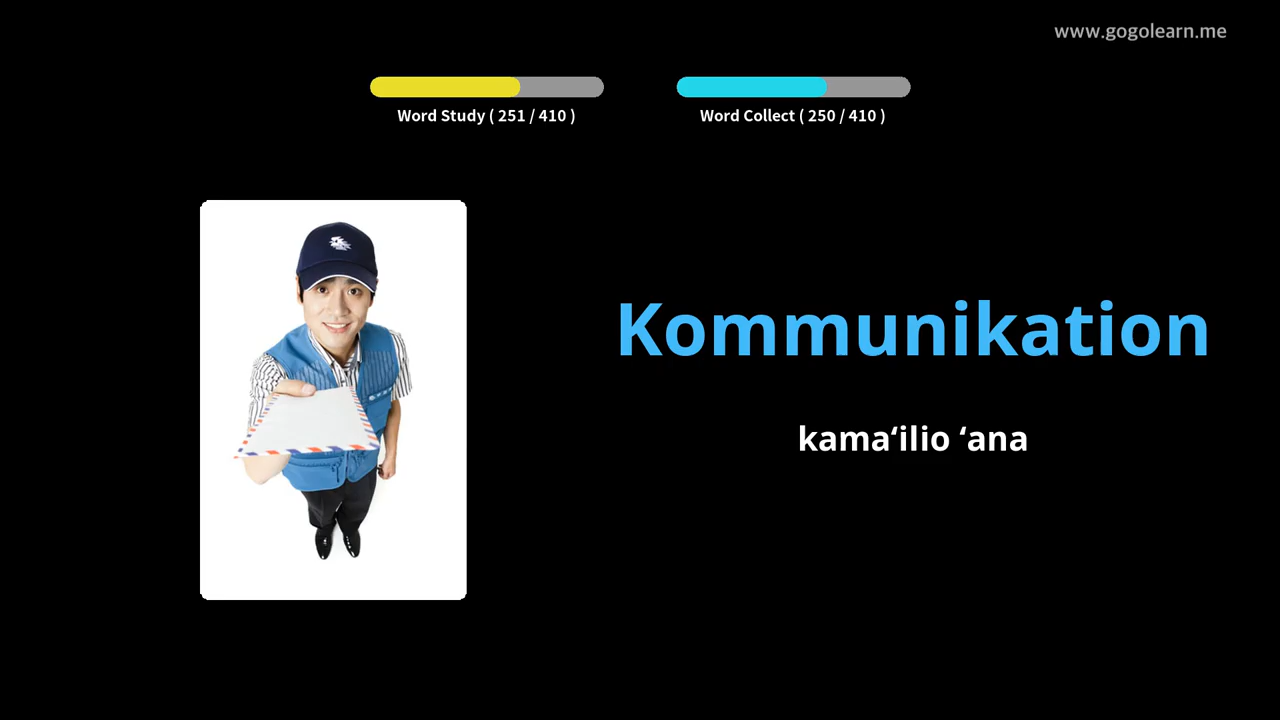 www.gogolearn.me
Word Study ( 251 / 410 )
Word Collect ( 250 / 410 )
Kommunikation
kamaʻilio ʻana